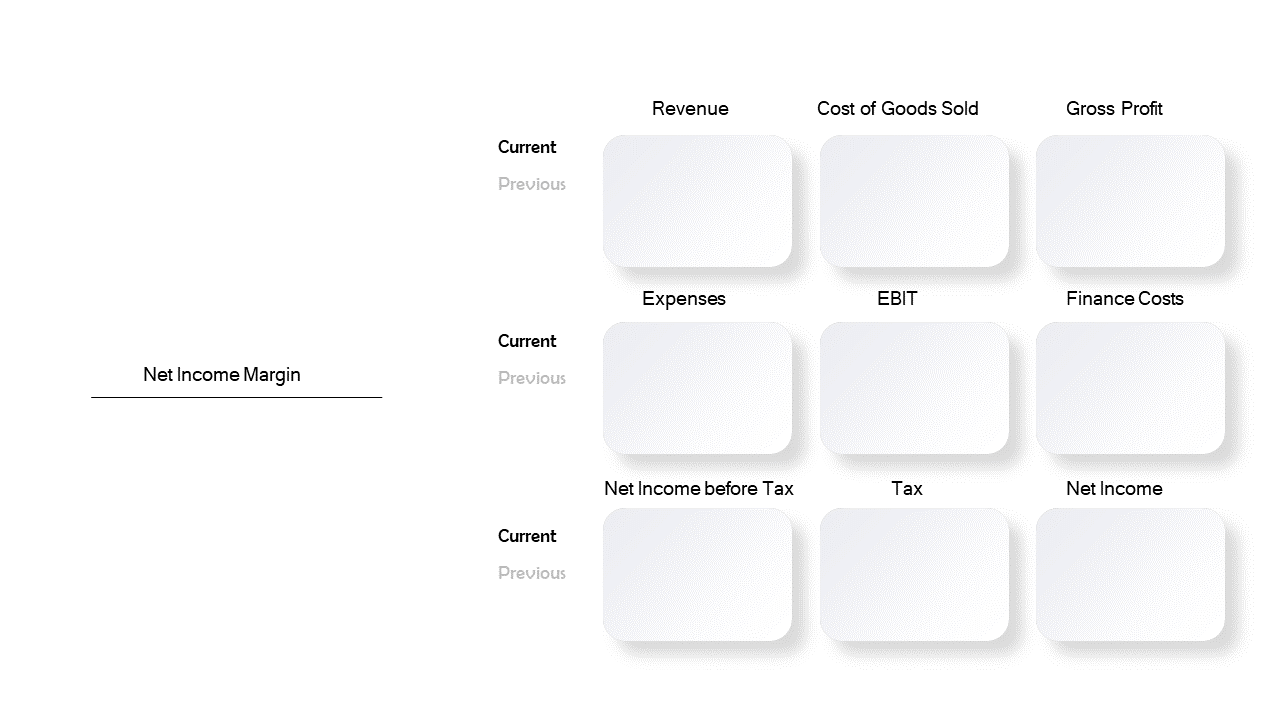 Revenue
Cost of Goods Sold
Gross Profit
Current
Previous
Expenses
EBIT
Finance Costs
Current
Previous
Net Income Margin
Net Income before Tax
Tax
Net Income
Current
Previous